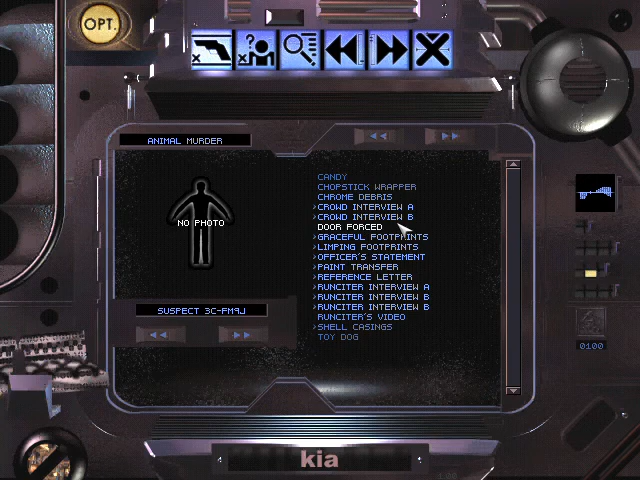 OPT.
ANIMAL MURDER
NO PHOTO
SUSPECT 3C-FM9J
CANDY
CHOPSTICK WRAPPER
CHROME DEBRIS
›CROWD INTERVIEW A
›CROWD INTERVIEW B
DOOR FORCED
›GRACEFUL FOOTPRINTS
›LIMPING FOOTPRINTS
›OFFICER'S STATEMENT
›PAINT TRANSFER
›REFERENCE LETTER
›RUNCITER INTERVIEW A
›RUNCITER INTERVIEW B
›RUNCITER INTERVIEW B
RUNCITER'S VIDEO
›SHELL CASINGS
TOY DOG
0100
kia